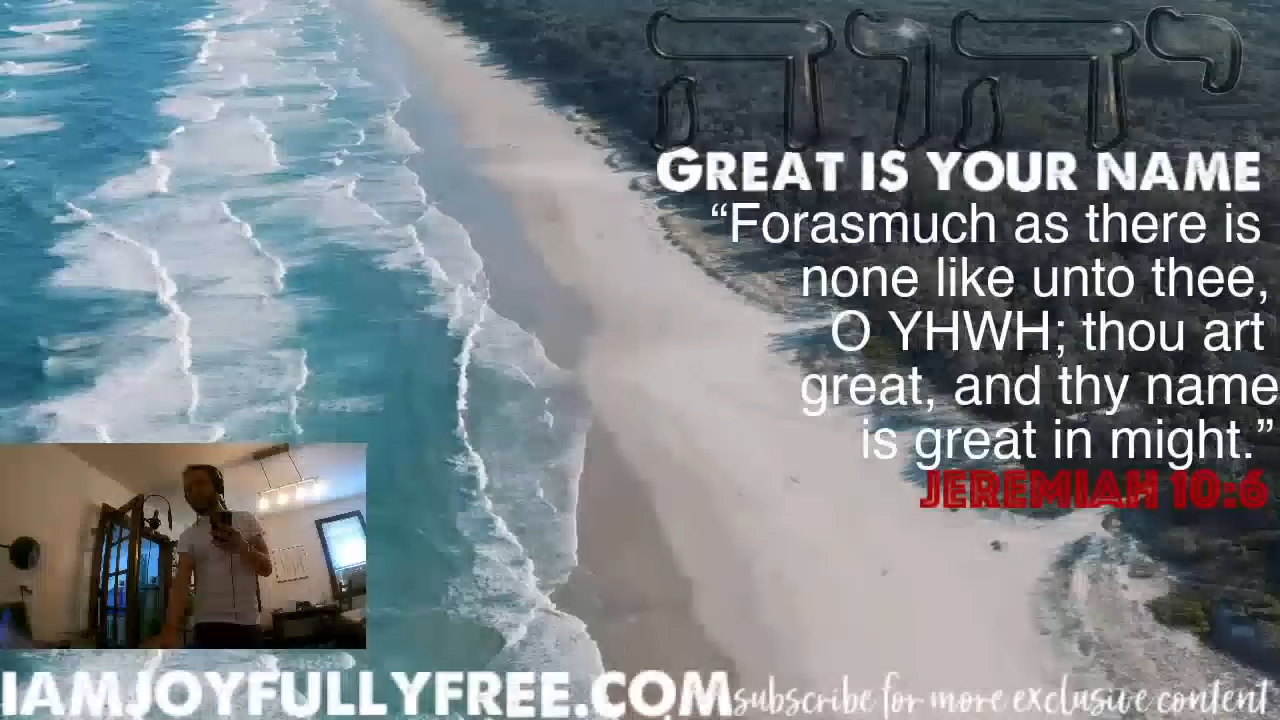 יהוה
GREAT IS YOUR NAME
“Forasmuch as there is
none like unto thee,
O YHWH; thou art
great, and thy name
is great in might.”
JEREMIAH 10:6
IAMJOYFULLYFREE.COM subscribe for more exclusive content